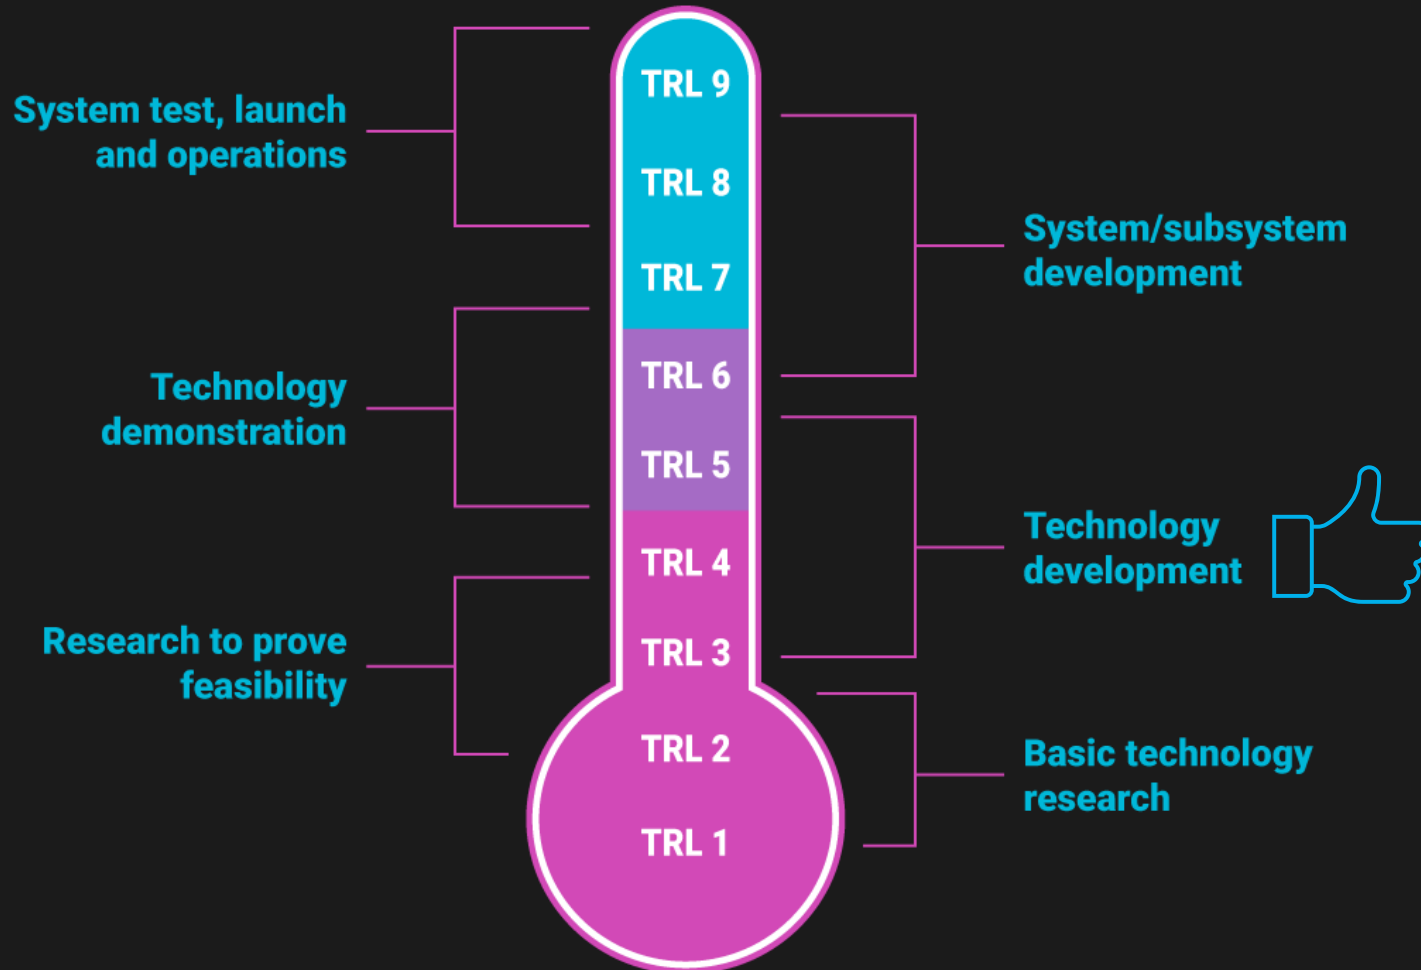 System test, launch
and operations
Technology
demonstration
Research to prove
feasibility
TRL 9
TRL 8
TRL 7
TRL 6
TRL 5
TRL 4
TRL 3
TRL 2
TRL 1
System/subsystem
development
Technology
development
Basic technology
research